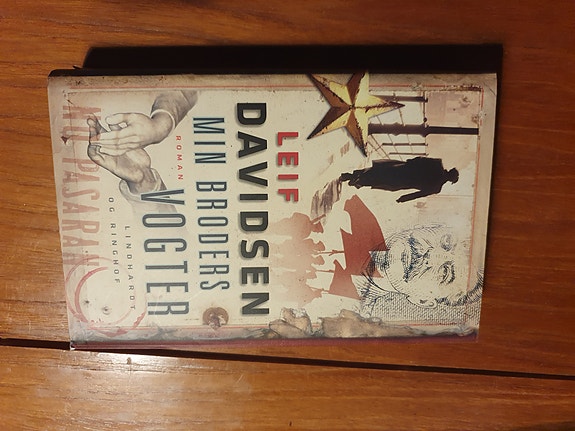 LEIF
DAVIDSEN
MIN BRODERS
VOGTER
ROMAN
LINDHARDT
OG RINGHOF
NO PASARAN